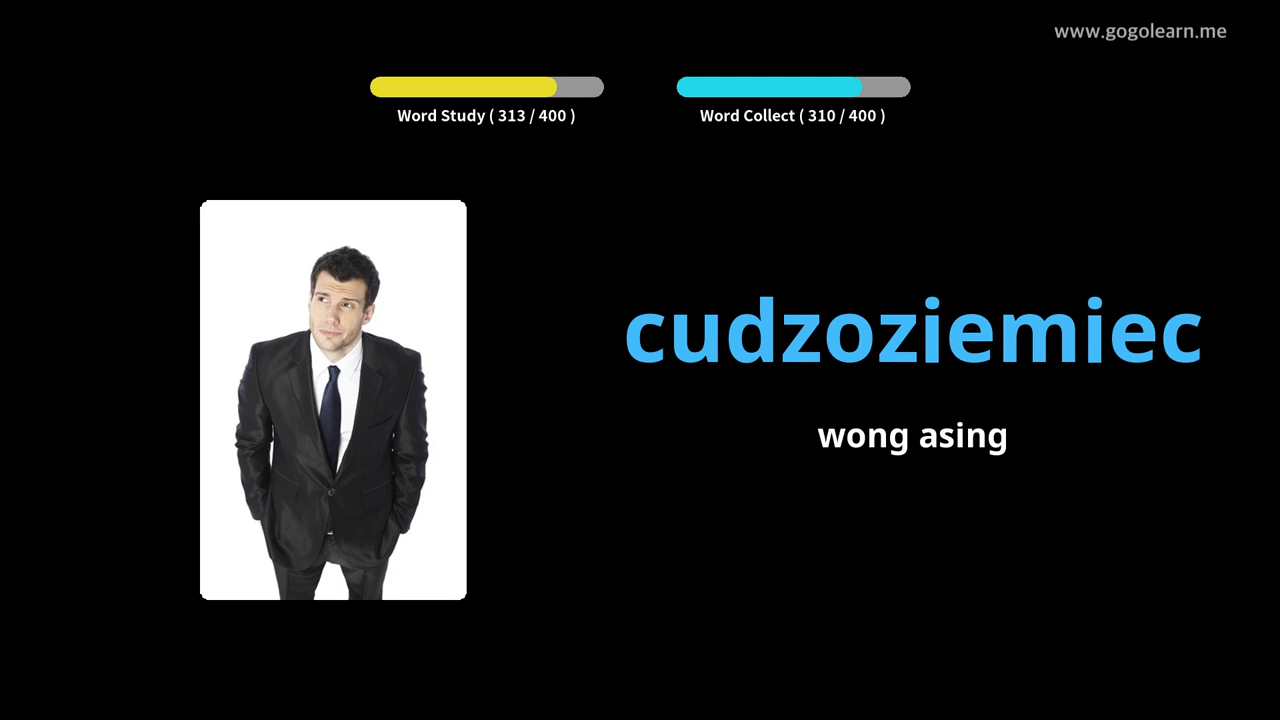 www.gogolearn.me
Word Study ( 313 / 400 )
Word Collect ( 310 / 400 )
cudzoziemiec
wong asing